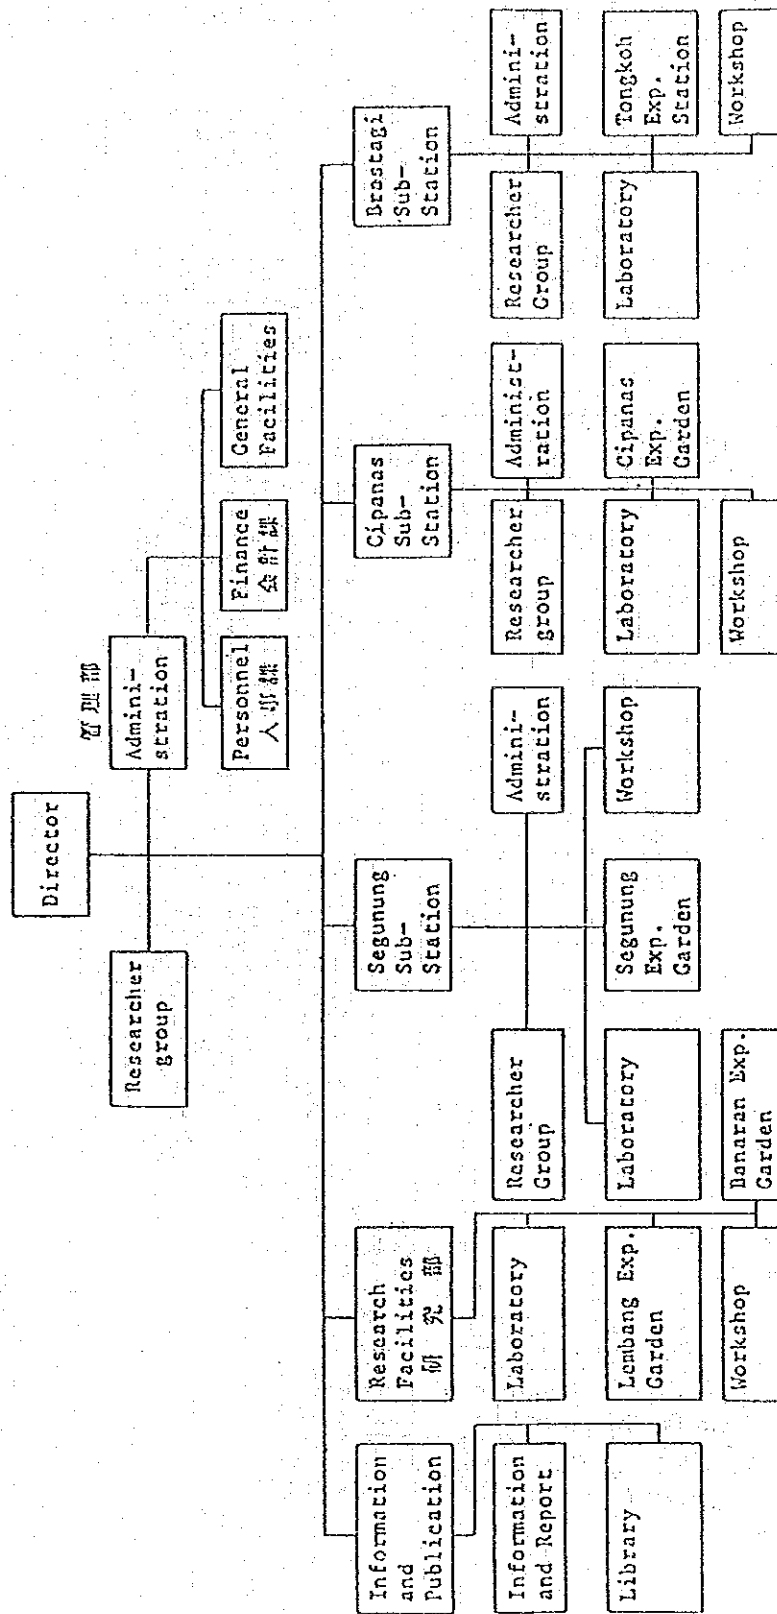 Director
Researcher
group
管理部
Admini-
stration
Personnel
人事課
Finance
会計課
General
Facilities
Information
and
Publication
Research
Facilities
研 究 部
Segunung
Sub-
Station
Cipanas
Sub-
Station
Brastagi
Sub-
Station
Information
and Report
Library
Laboratory
Lembang Exp.
Garden
Workshop
Banaran Exp.
Garden
Researcher
Group
Admini-
stration
Laboratory
Segunung
Exp.
Garden
Workshop
Researcher
group
Administ-
ration
Laboratory
Cipanas
Exp.
Garden
Workshop
Researcher
Group
Admini-
stration
Laboratory
Tongkoh
Exp.
Station
Workshop